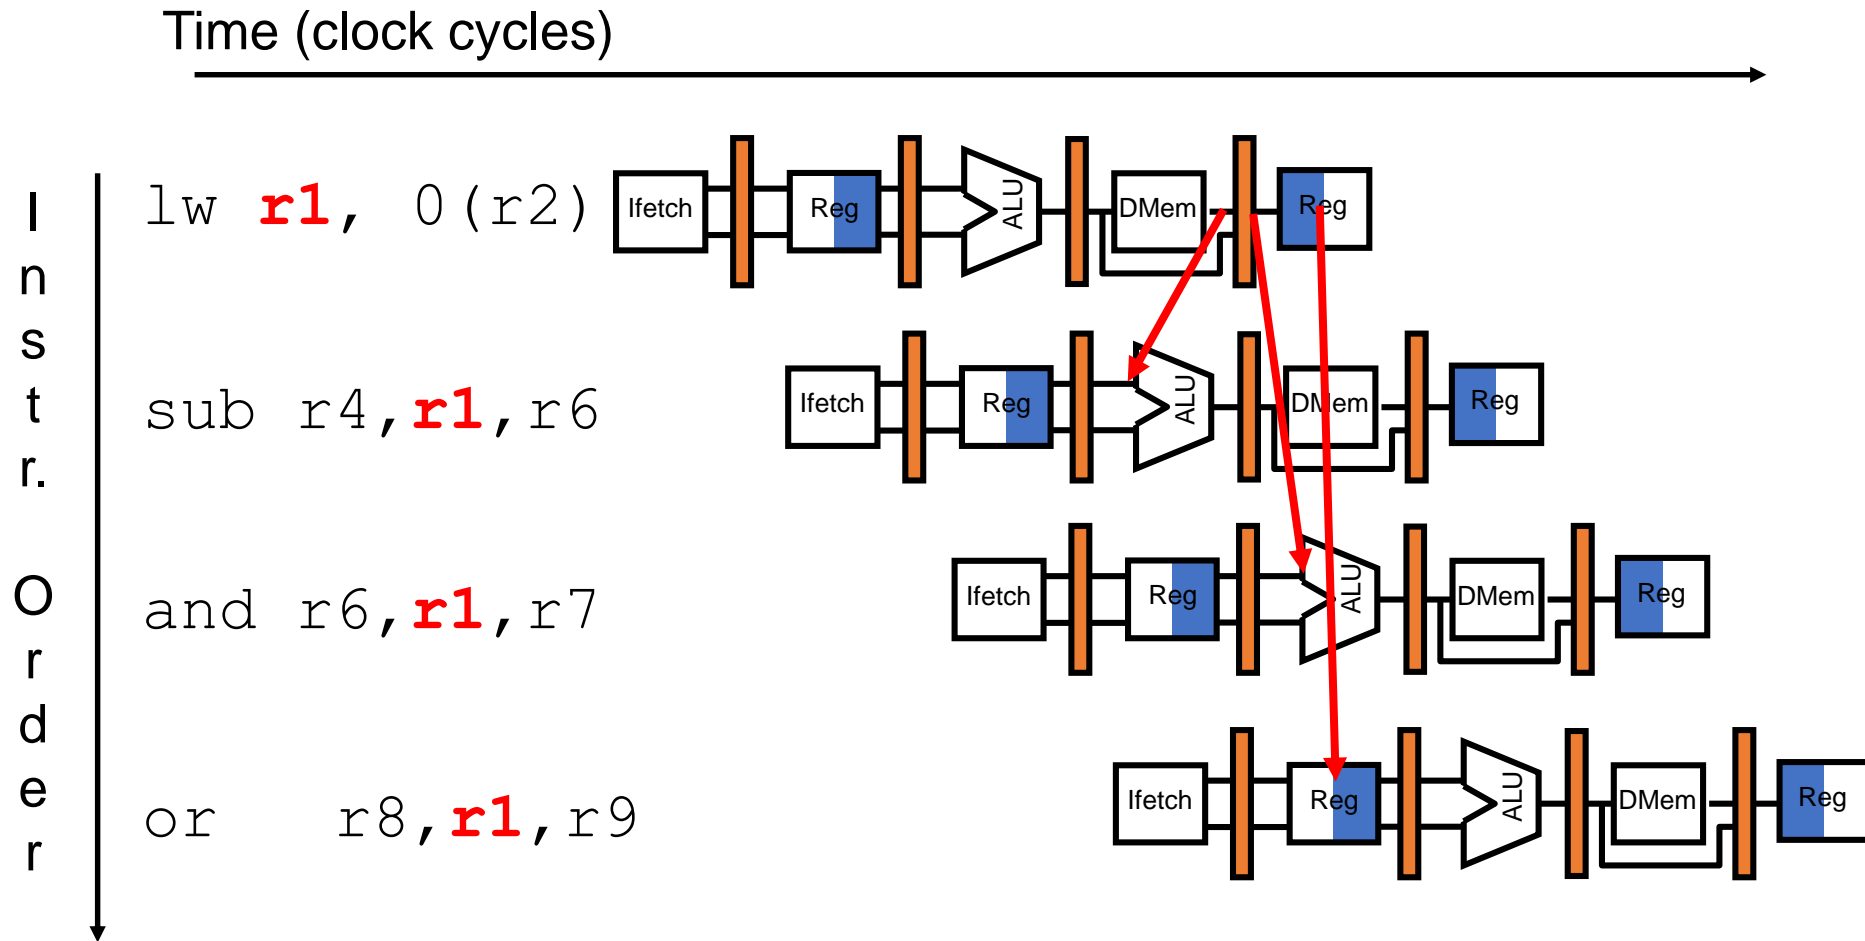 Time (clock cycles)
Instr. Order
lw r1, 0(r2)
Ifetch Reg ALU DMem Reg
sub r4,r1,r6
Ifetch Reg ALU DMem Reg
and r6,r1,r7
Ifetch Reg ALU DMem Reg
or r8,r1,r9
Ifetch Reg ALU DMem Reg